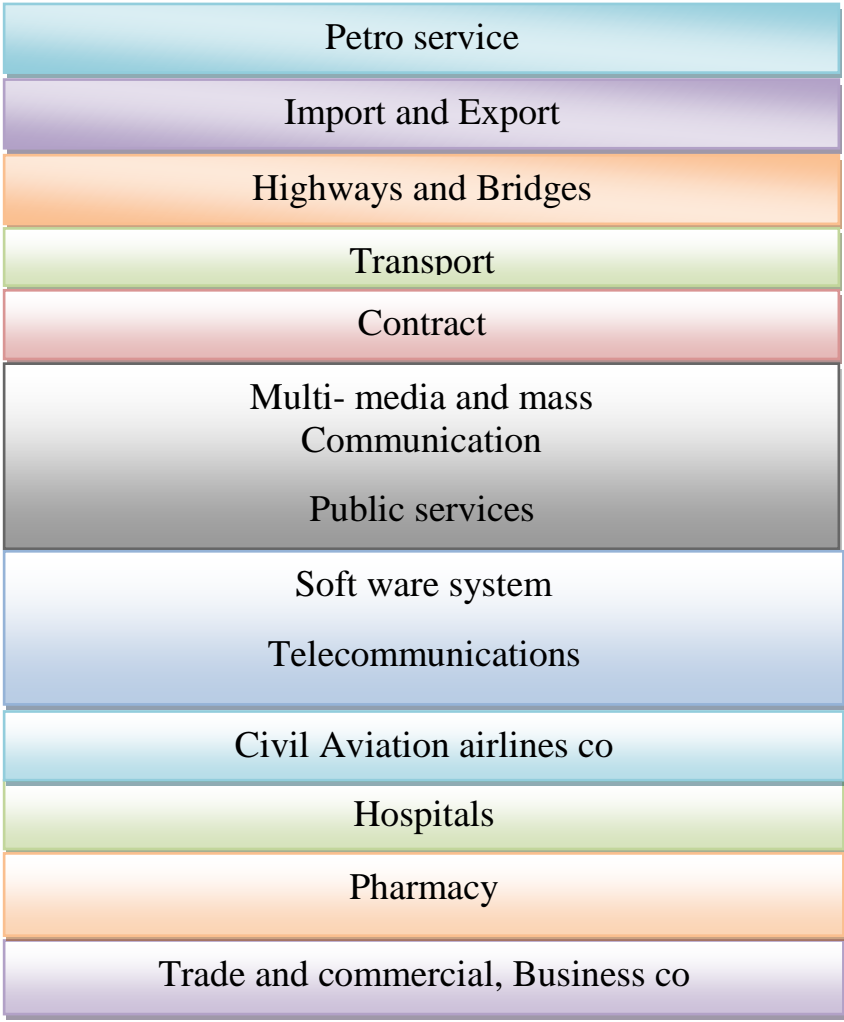 Petro service
Import and Export
Highways and Bridges
Transport
Contract
Multi- media and mass
Communication
Public services
Soft ware system
Telecommunications
Civil Aviation airlines co
Hospitals
Pharmacy
Trade and commercial, Business co